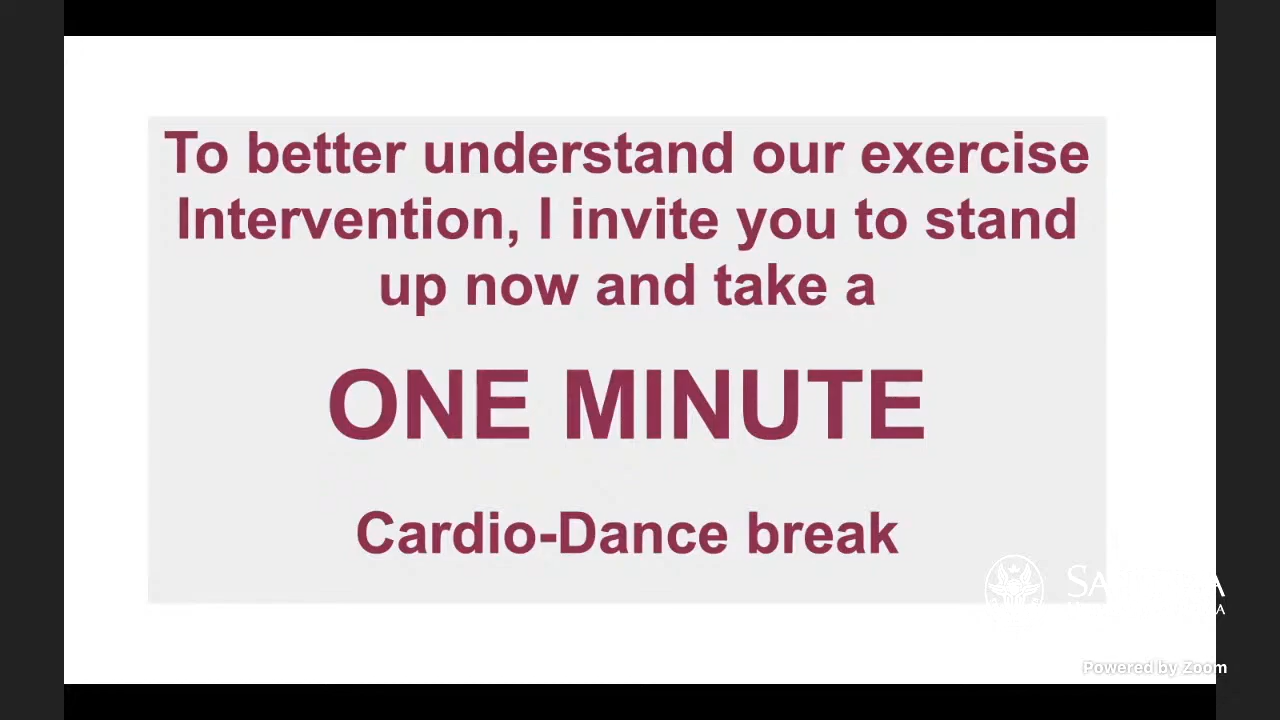 To better understand our exercise
Intervention, I invite you to stand
up now and take a
ONE MINUTE
Cardio-Dance break
Powered by Zoom